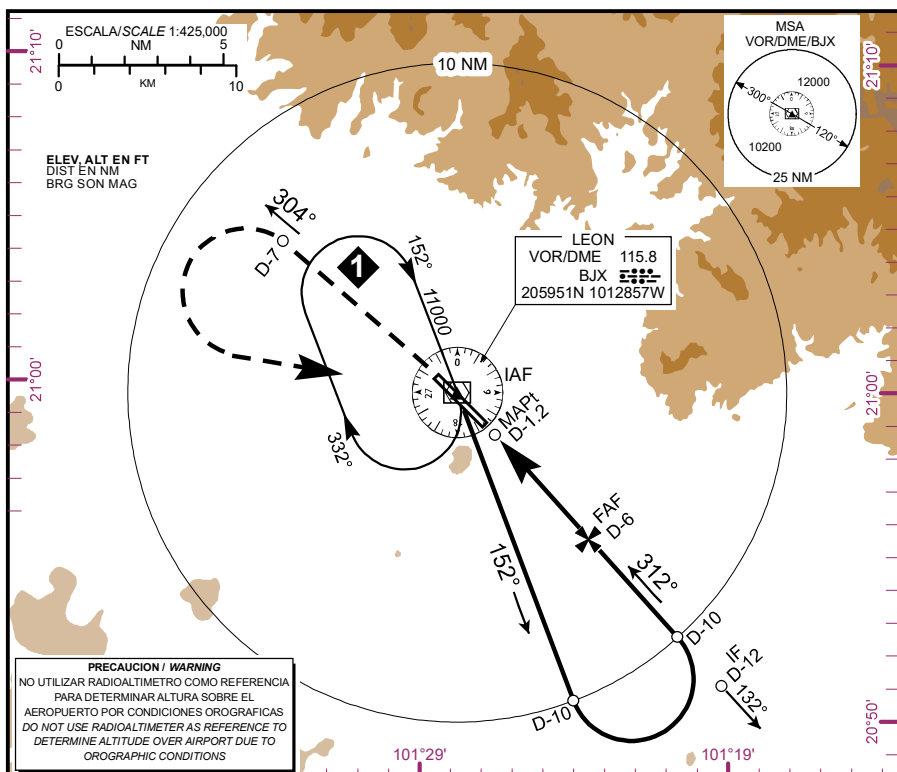 ESCALA/SCALE 1:425,000
0 NM 5
0 KM 10
21°10'
21°10'
10 NM
MSA
VOR/DME/BJX
12000
300°
120°
10200
25 NM
ELEV, ALT EN FT
DIST EN NM
BRG SON MAG
304°
D-7
1
152°
11000
LEON
VOR/DME 115.8
BJX
205951N 1012857W
21°00'
21°00'
IAF
0
27
9
18
MAPt
D-1.2
332°
FAF
D-6
152°
312°
D-10
IF
D-12
132°
D-10
20°50'
PRECAUCION / WARNING
NO UTILIZAR RADIOALTIMETRO COMO REFERENCIA
PARA DETERMINAR ALTURA SOBRE EL
AEROPUERTO POR CONDICIONES OROGRAFICAS
DO NOT USE RADIOALTIMETER AS REFERENCE TO
DETERMINE ALTITUDE OVER AIRPORT DUE TO
OROGRAPHIC CONDITIONS
101°29'
101°19'